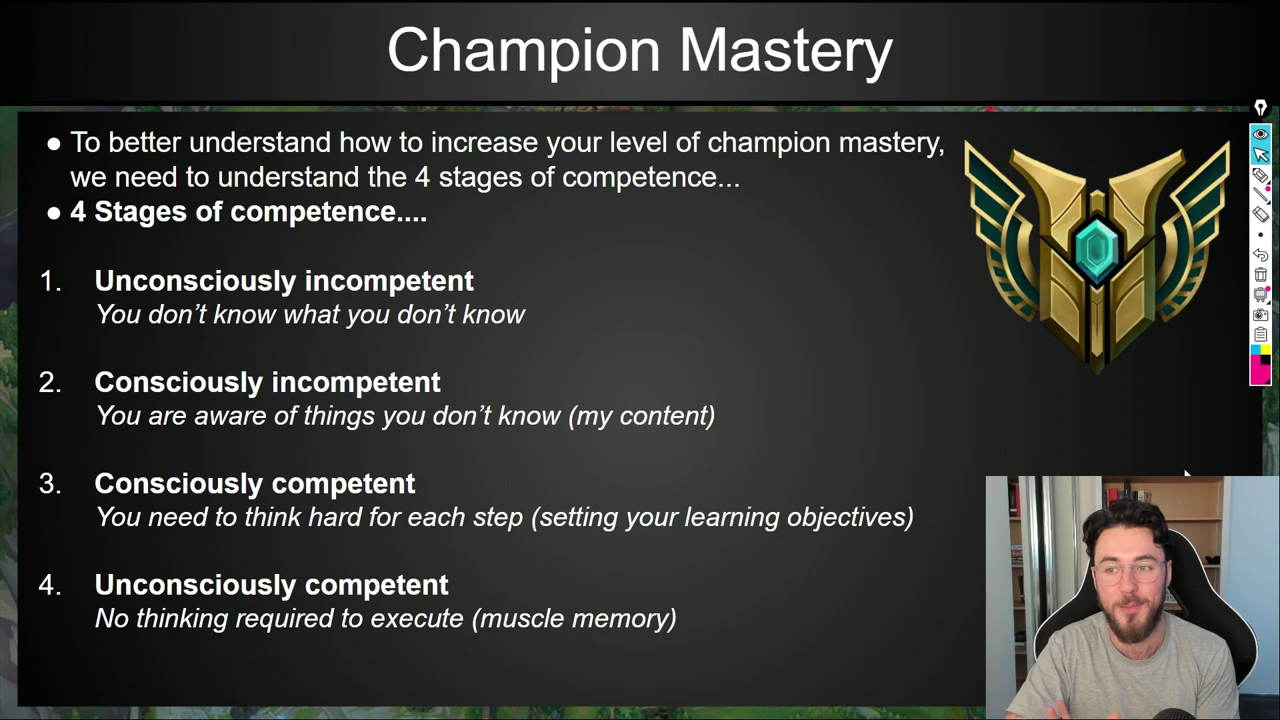 Champion Mastery
● To better understand how to increase your level of champion mastery,
we need to understand the 4 stages of competence...
● 4 Stages of competence....
1. Unconsciously incompetent
You don’t know what you don’t know
2. Consciously incompetent
You are aware of things you don’t know (my content)
3. Consciously competent
You need to think hard for each step (setting your learning objectives)
4. Unconsciously competent
No thinking required to execute (muscle memory)